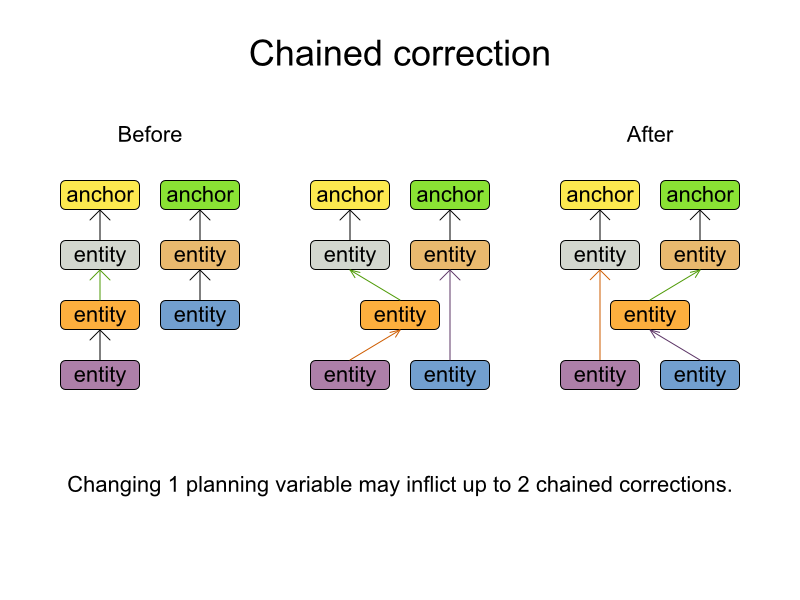 Chained correction
Before
After
anchor anchor anchor anchor anchor anchor
entity entity entity entity entity entity
entity entity entity entity
entity entity entity entity entity
Changing 1 planning variable may inflict up to 2 chained corrections.